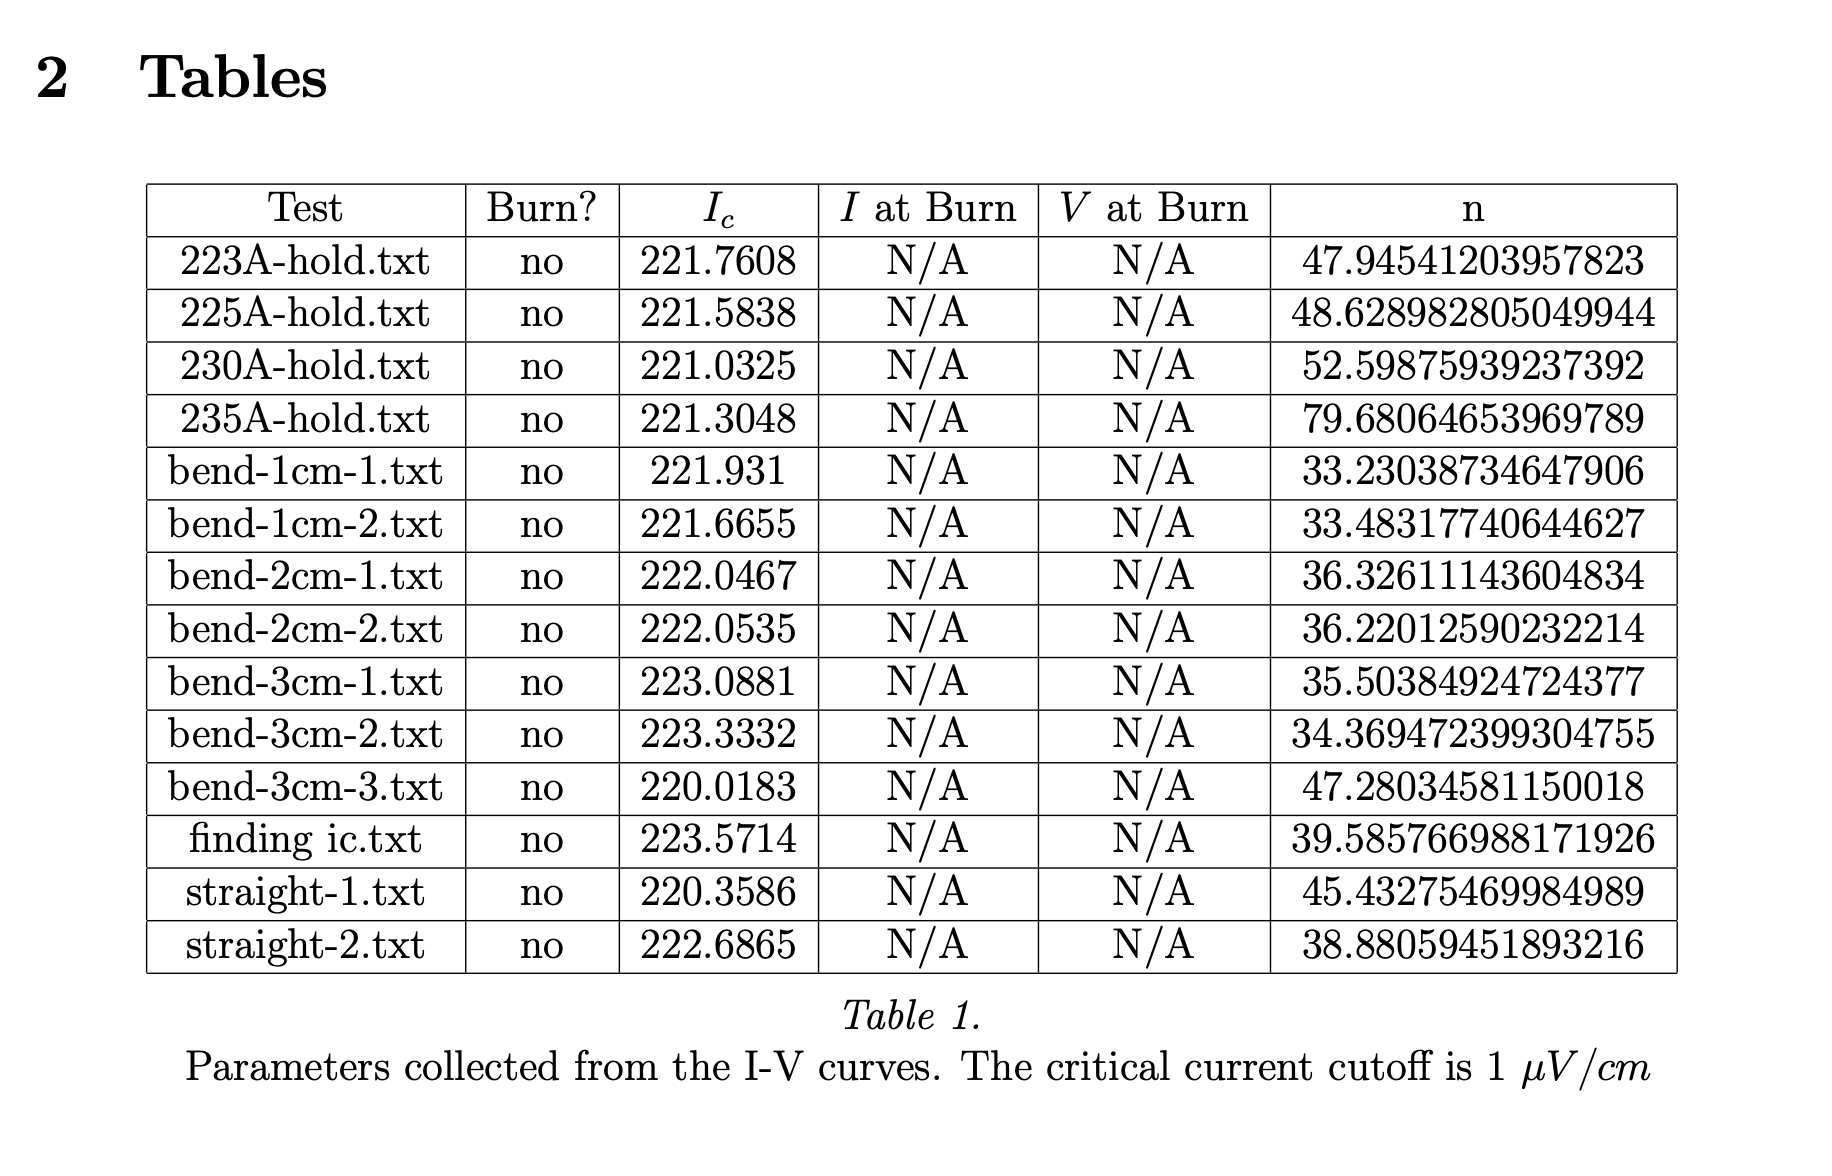 2 Tables
Test Burn? I_c I at Burn V at Burn n
223A-hold.txt no 221.7608 N/A N/A 47.94541203957823
225A-hold.txt no 221.5838 N/A N/A 48.628982805049944
230A-hold.txt no 221.0325 N/A N/A 52.59875939237392
235A-hold.txt no 221.3048 N/A N/A 79.68064653969789
bend-1cm-1.txt no 221.931 N/A N/A 33.23038734647906
bend-1cm-2.txt no 221.6655 N/A N/A 33.48317740644627
bend-2cm-1.txt no 222.0467 N/A N/A 36.32611143604834
bend-2cm-2.txt no 222.0535 N/A N/A 36.22012590232214
bend-3cm-1.txt no 223.0881 N/A N/A 35.50384924724377
bend-3cm-2.txt no 223.3332 N/A N/A 34.369472399304755
bend-3cm-3.txt no 220.0183 N/A N/A 47.28034581150018
finding ic.txt no 223.5714 N/A N/A 39.585766988171926
straight-1.txt no 220.3586 N/A N/A 45.43275469984989
straight-2.txt no 222.6865 N/A N/A 38.88059451893216
Table 1.
Parameters collected from the I-V curves. The critical current cutoff is 1 μV/cm